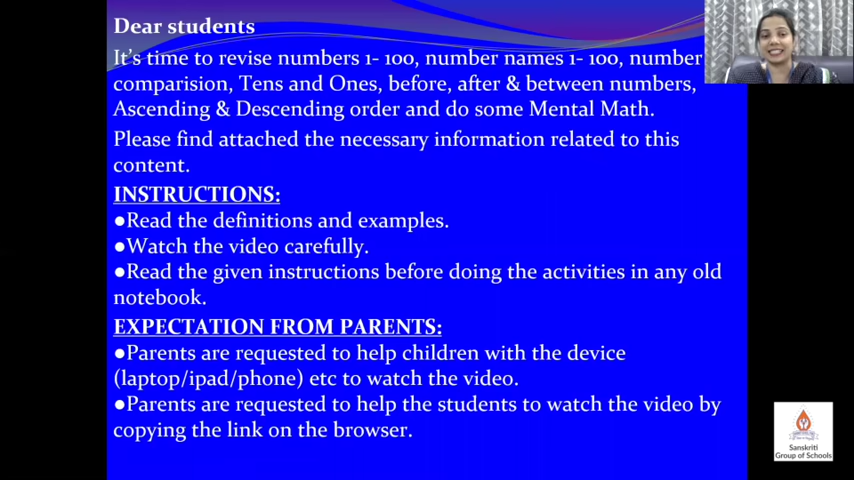 Dear students
It's time to revise numbers 1- 100, number names 1- 100, number
comparision, Tens and Ones, before, after & between numbers,
Ascending & Descending order and do some Mental Math.
Please find attached the necessary information related to this
content.
INSTRUCTIONS:
●Read the definitions and examples.
●Watch the video carefully.
●Read the given instructions before doing the activities in any old
notebook.
EXPECTATION FROM PARENTS:
●Parents are requested to help children with the device
(laptop/ipad/phone) etc to watch the video.
●Parents are requested to help the students to watch the video by
copying the link on the browser.
Sanskriti
Group of Schools